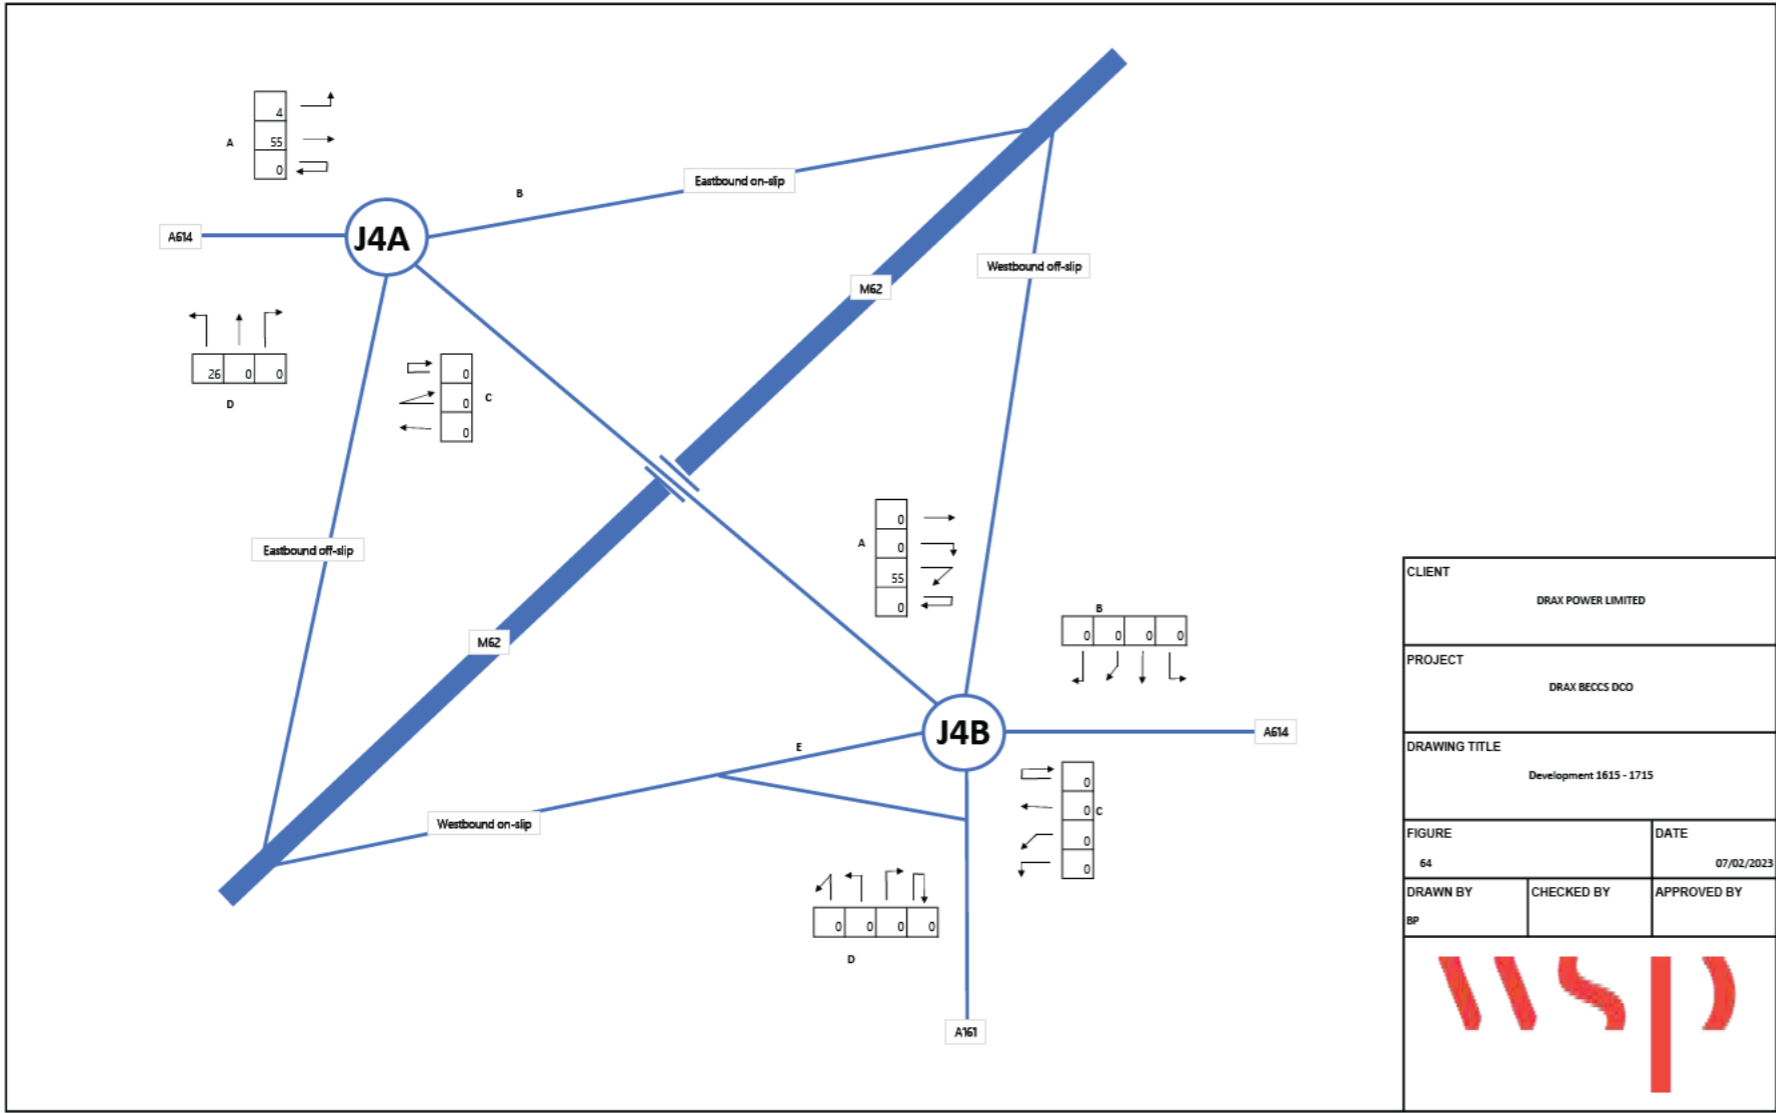 4
A
55
0
B
Eastbound on-slip
A614
J4A
Westbound off-slip
M62
26 0 0
D
0
0
C
0
Eastbound off-slip
0
A
0
55
0
B
0 0 0 0
M62
J4B
A614
E
0
0
C
0
0
Westbound on-slip
0 0 0 0
D
A161
CLIENT
DRAX POWER LIMITED
PROJECT
DRAX BECCS DCO
DRAWING TITLE
Development 1615 - 1715
FIGURE
64
DATE
07/02/2023
DRAWN BY
BP
CHECKED BY
APPROVED BY
wsp